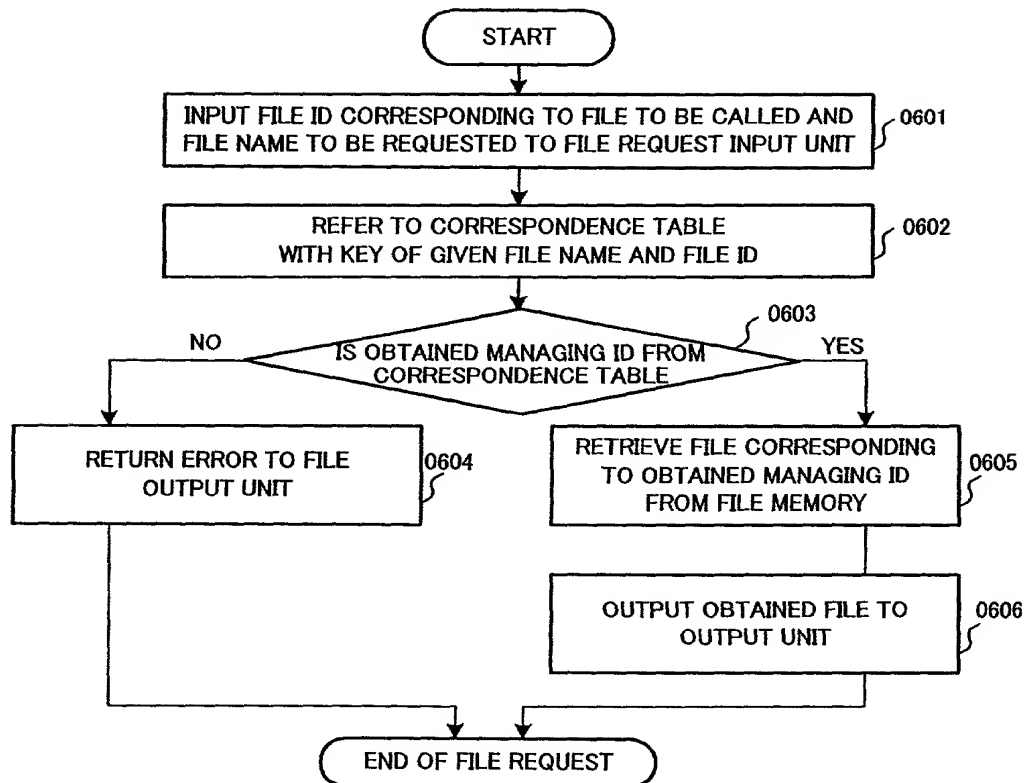 START
INPUT FILE ID CORRESPONDING TO FILE TO BE CALLED AND
FILE NAME TO BE REQUESTED TO FILE REQUEST INPUT UNIT
0601
REFER TO CORRESPONDENCE TABLE
WITH KEY OF GIVEN FILE NAME AND FILE ID
0602
0603
NO
IS OBTAINED MANAGING ID FROM
CORRESPONDENCE TABLE
YES
RETURN ERROR TO FILE
OUTPUT UNIT
0604
RETRIEVE FILE CORRESPONDING
TO OBTAINED MANAGING ID
FROM FILE MEMORY
0605
OUTPUT OBTAINED FILE TO
OUTPUT UNIT
0606
END OF FILE REQUEST